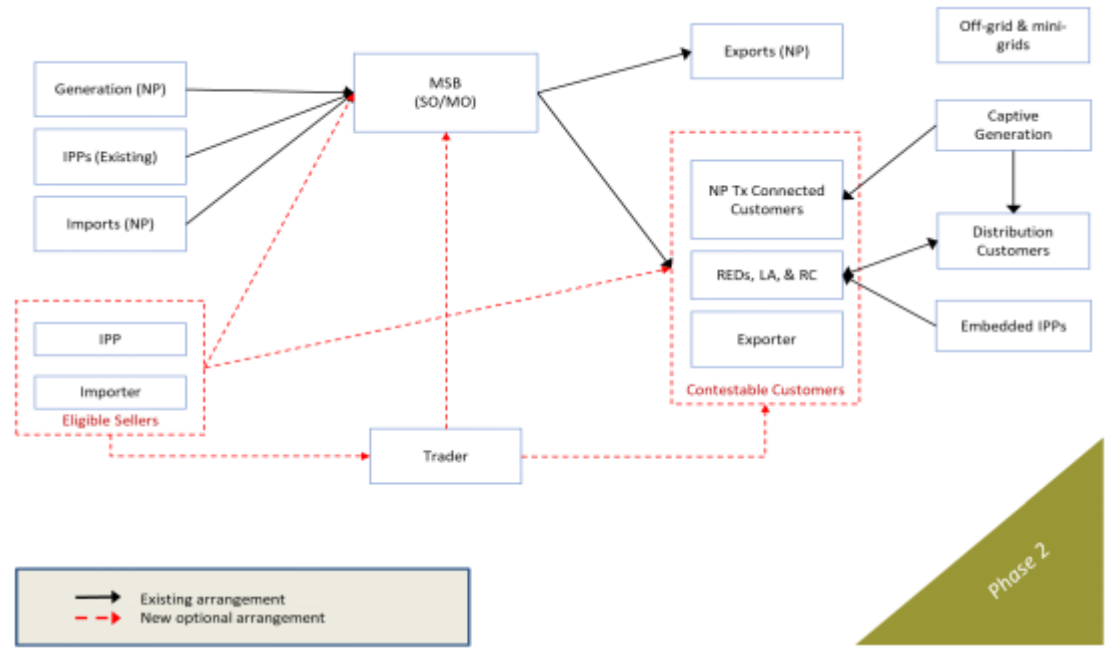 Generation (NP)
IPPs (Existing)
Imports (NP)
MSB
(SO/MO)
Exports (NP)
Off-grid & mini-
grids
Captive
Generation
NP Tx Connected
Customers
Distribution
Customers
REDs, LA, & RC
Embedded IPPs
Exporter
Contestable Customers
IPP
Importer
Eligible Sellers
Trader
Existing arrangement
New optional arrangement
Phase 2